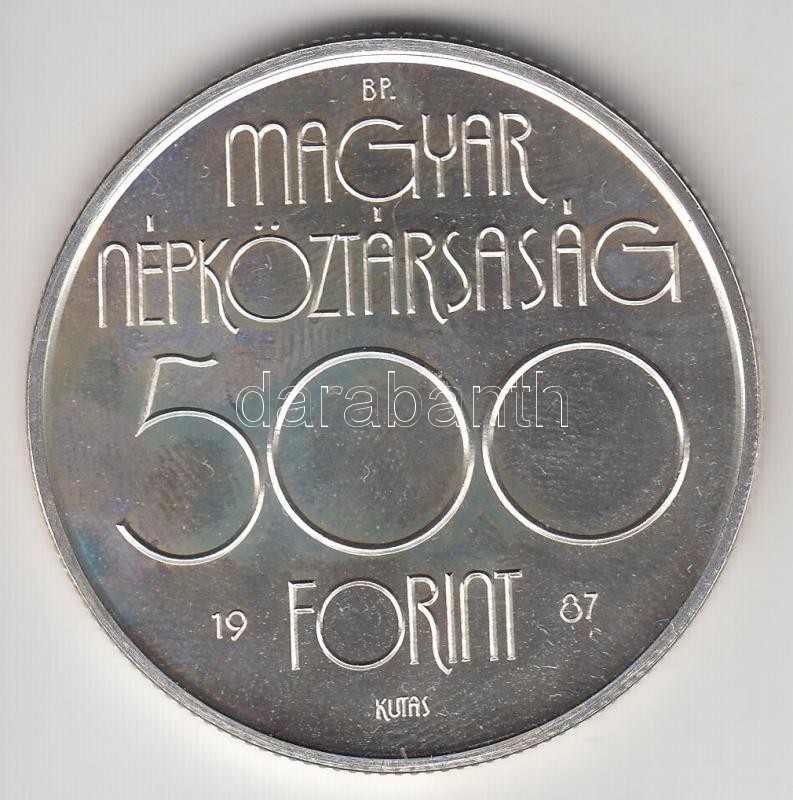 BP.
MAGYAR
NÉPKÖZTÁRSASÁG
500
darabanth
FORINT
19 87
KUTAS